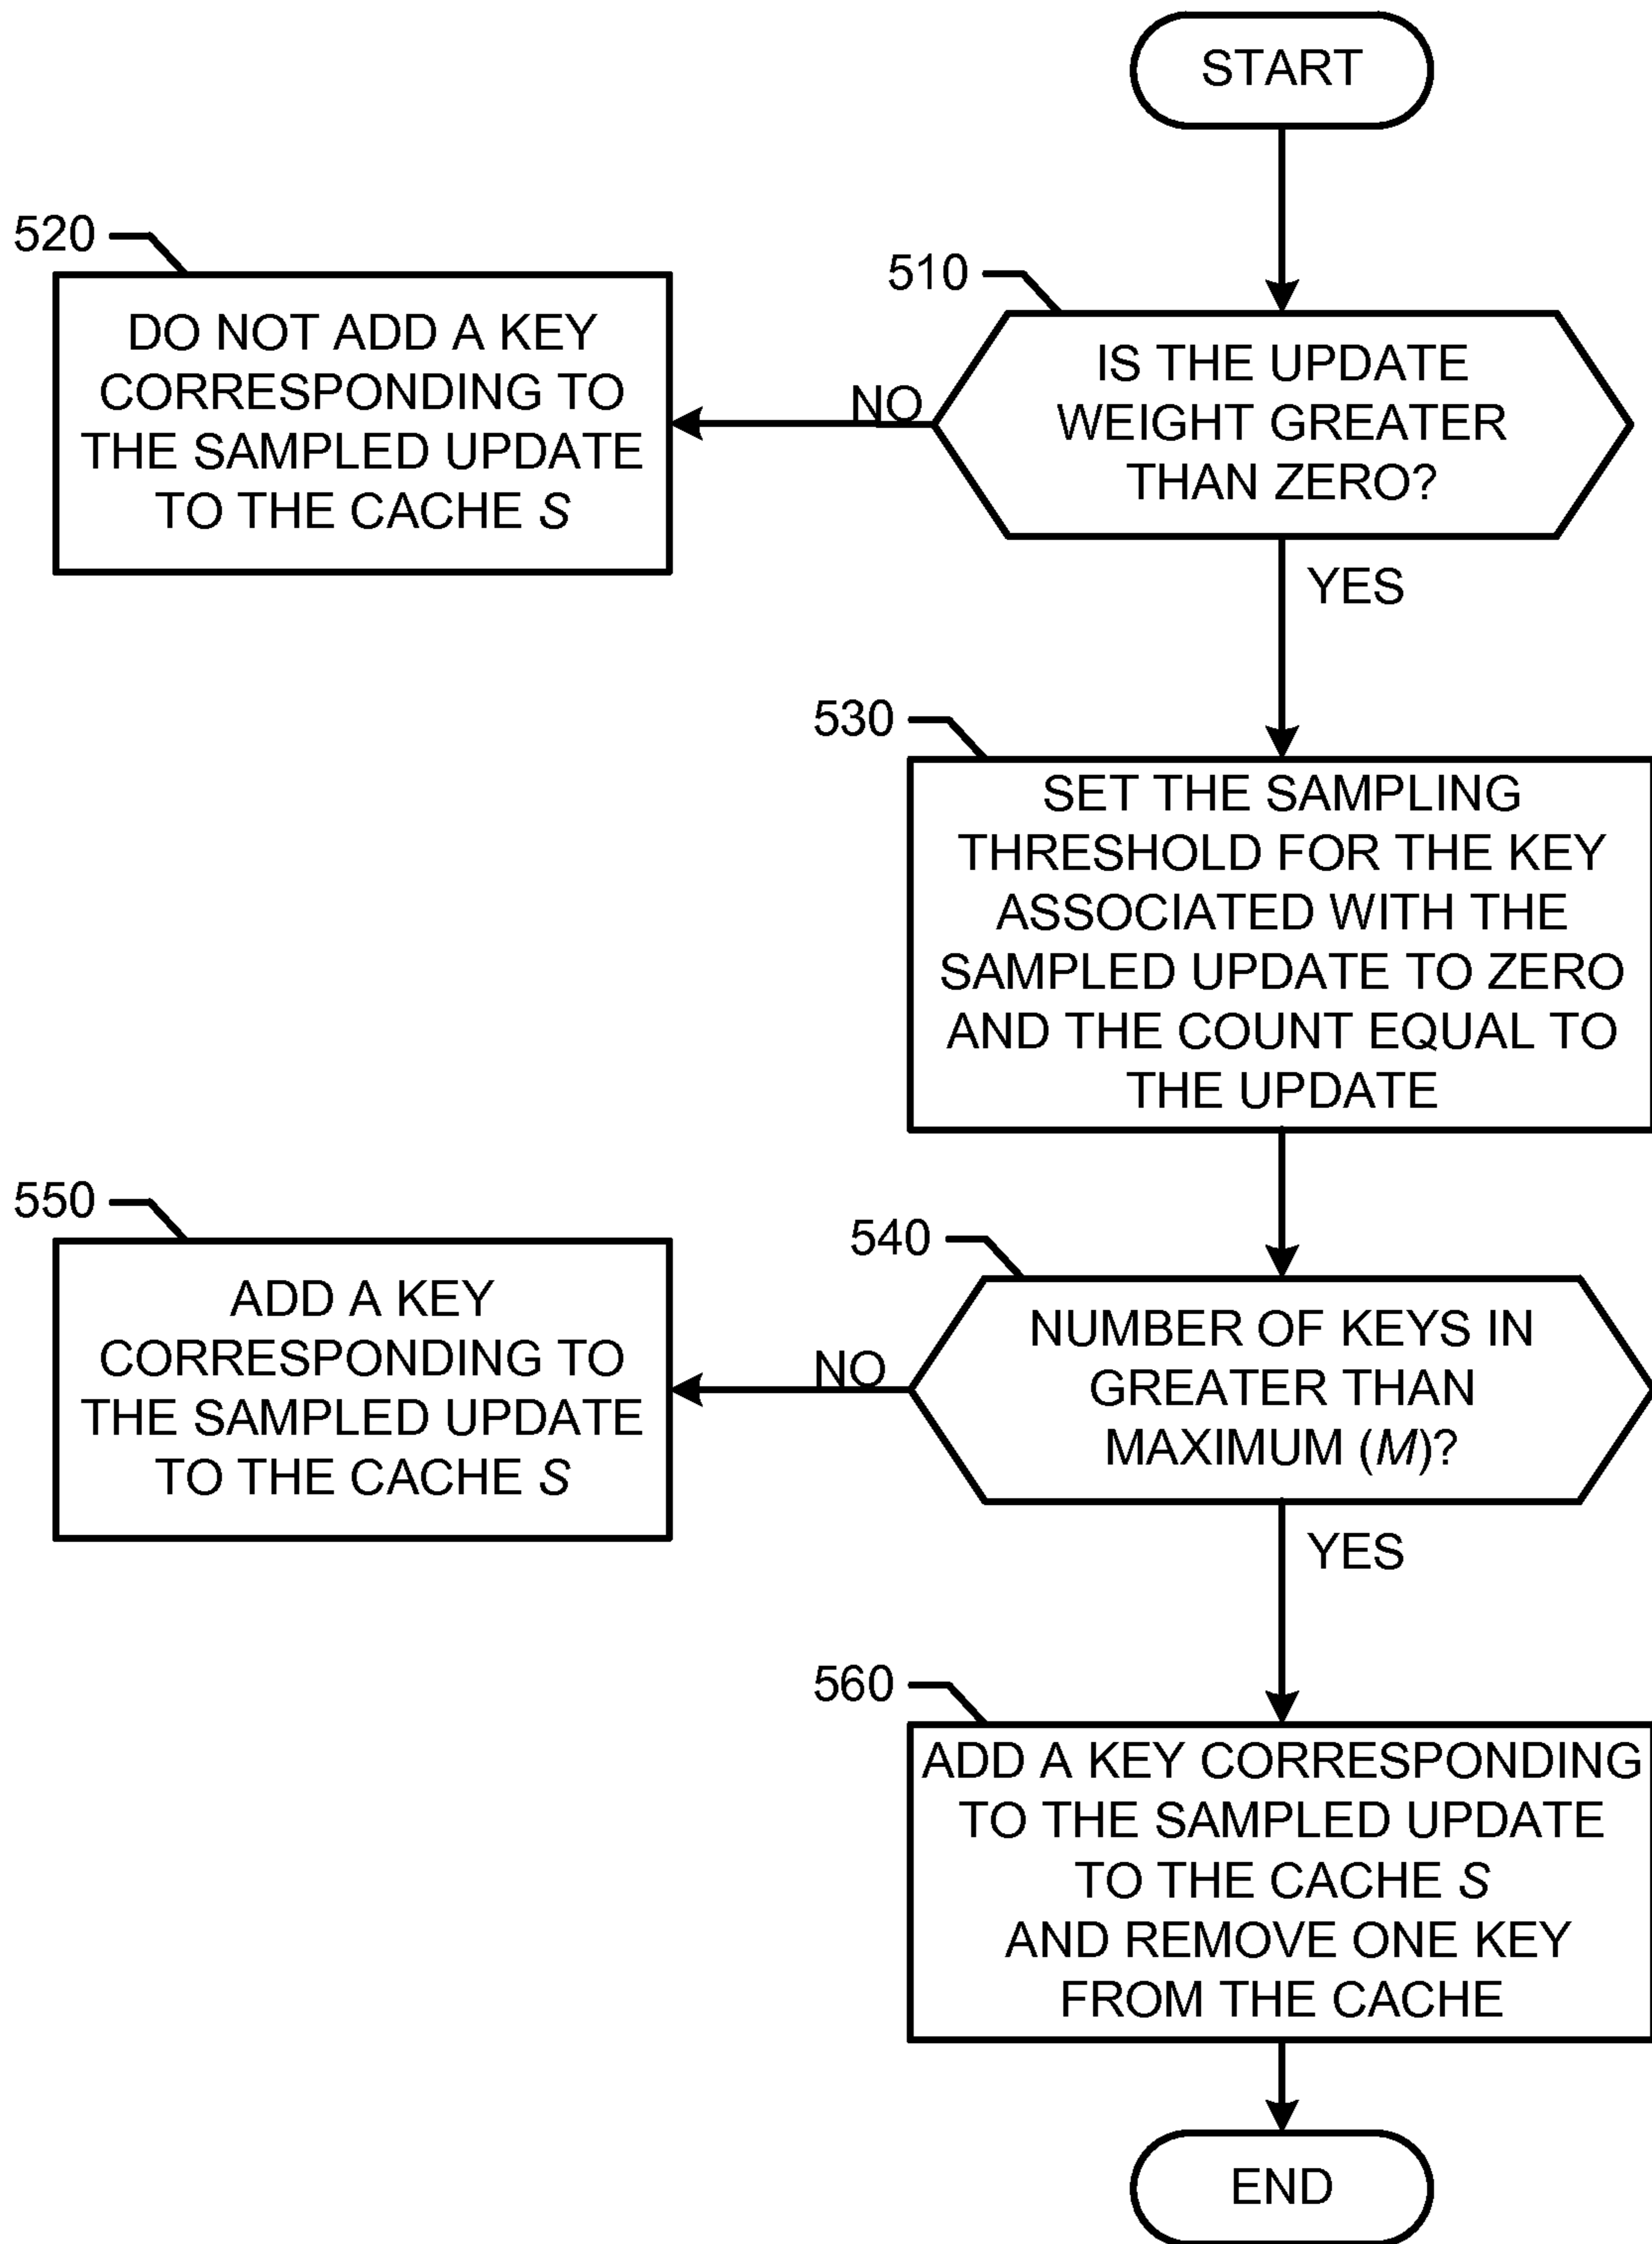 START
520
DO NOT ADD A KEY
CORRESPONDING TO
THE SAMPLED UPDATE
TO THE CACHE S
NO
510
IS THE UPDATE
WEIGHT GREATER
THAN ZERO?
YES
530
SET THE SAMPLING
THRESHOLD FOR THE KEY
ASSOCIATED WITH THE
SAMPLED UPDATE TO ZERO
AND THE COUNT EQUAL TO
THE UPDATE
550
ADD A KEY
CORRESPONDING TO
THE SAMPLED UPDATE
TO THE CACHE S
NO
540
NUMBER OF KEYS IN
GREATER THAN
MAXIMUM (M)?
YES
560
ADD A KEY CORRESPONDING
TO THE SAMPLED UPDATE
TO THE CACHE S
AND REMOVE ONE KEY
FROM THE CACHE
END